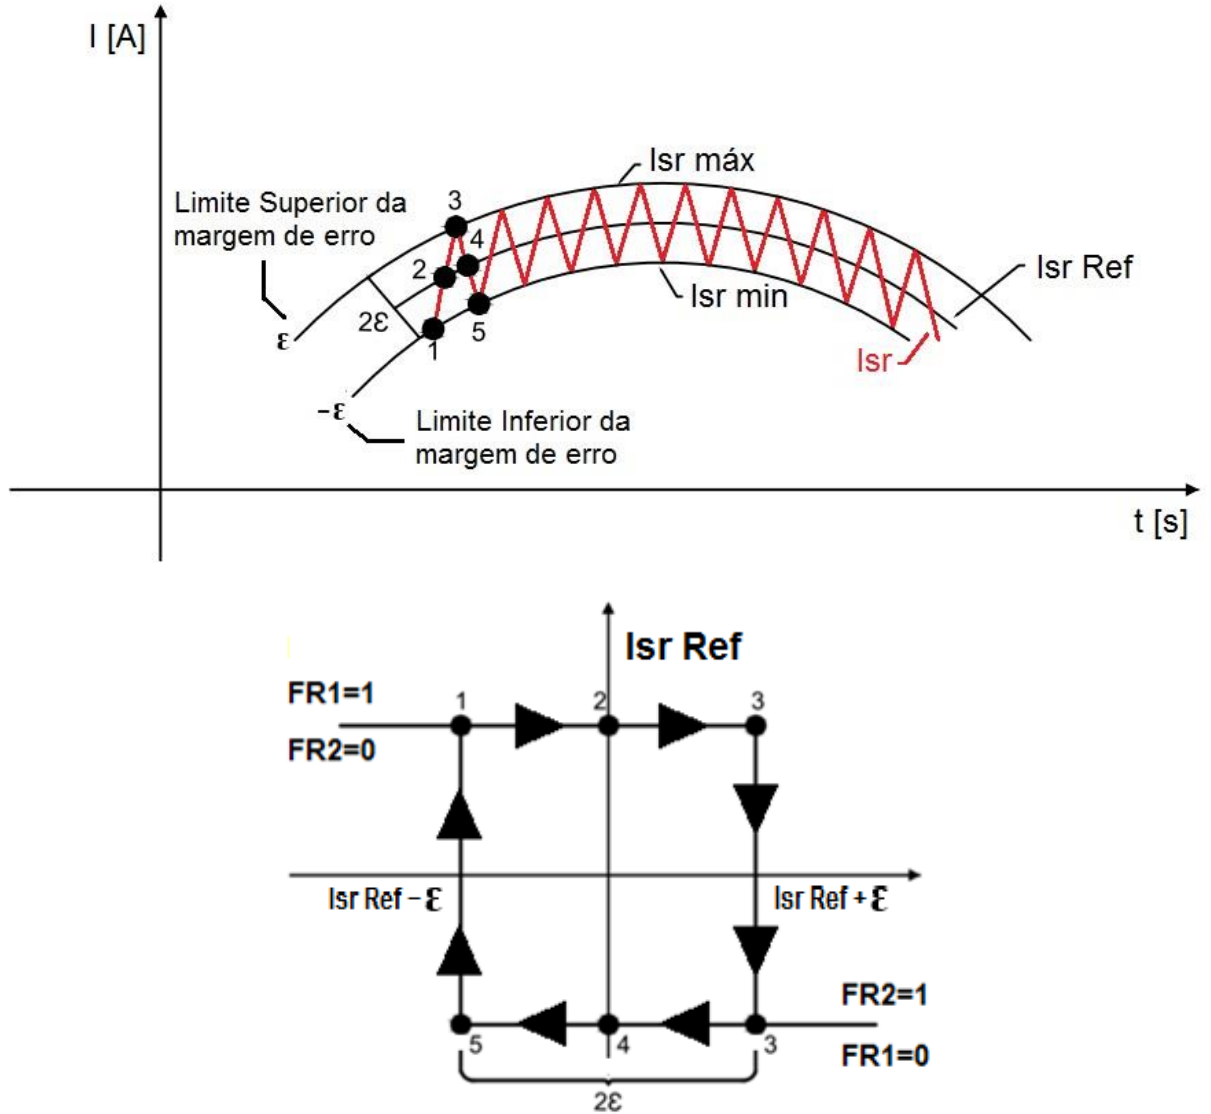 I [A]
Isr máx
Limite Superior da
margem de erro
3
4
2
Isr Ref
Isr min
2ε
5
ε
1
Isr
-ε
Limite Inferior da
margem de erro
t [s]
Isr Ref
FR1=1
1
2
3
FR2=0
Isr Ref - ε
Isr Ref + ε
FR2=1
5
4
3
FR1=0
2ε